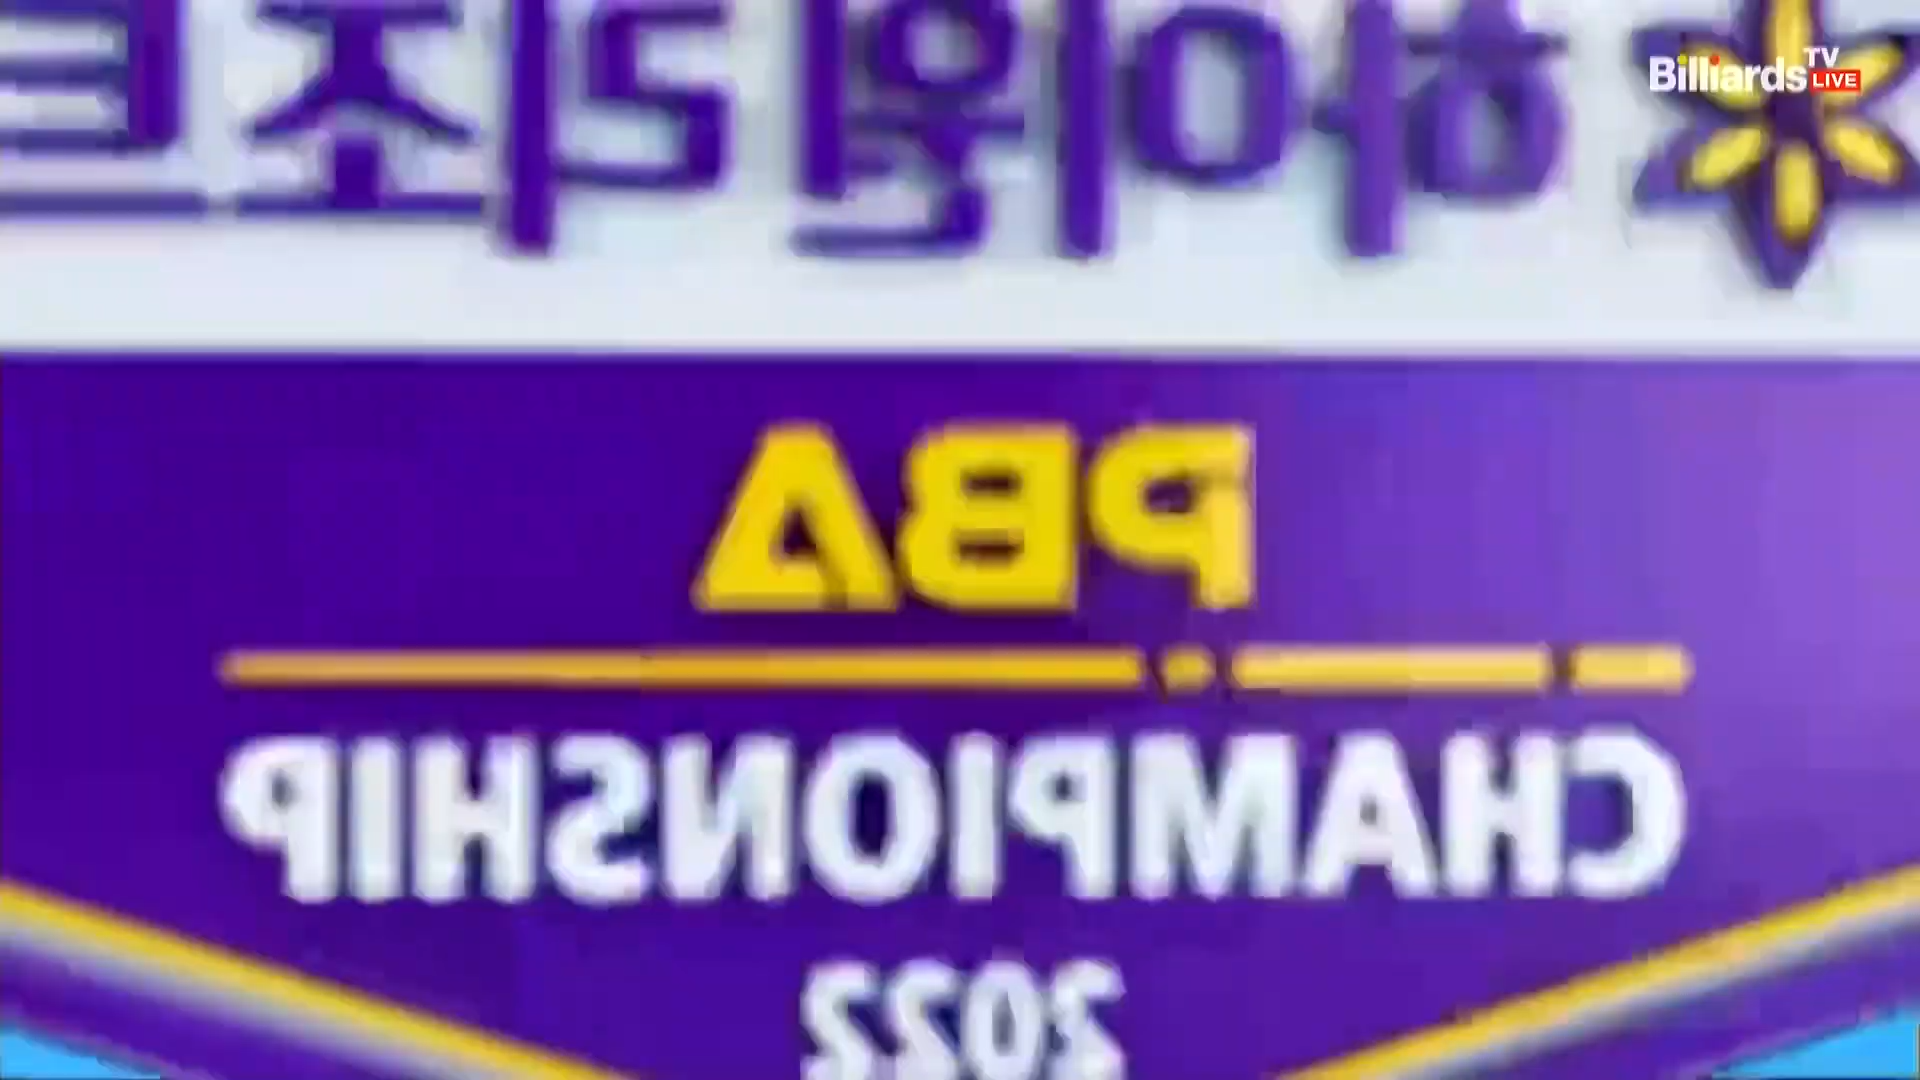 Billiards TV LIVE
하이원리조트
PBA
CHAMPIONSHIP
2022